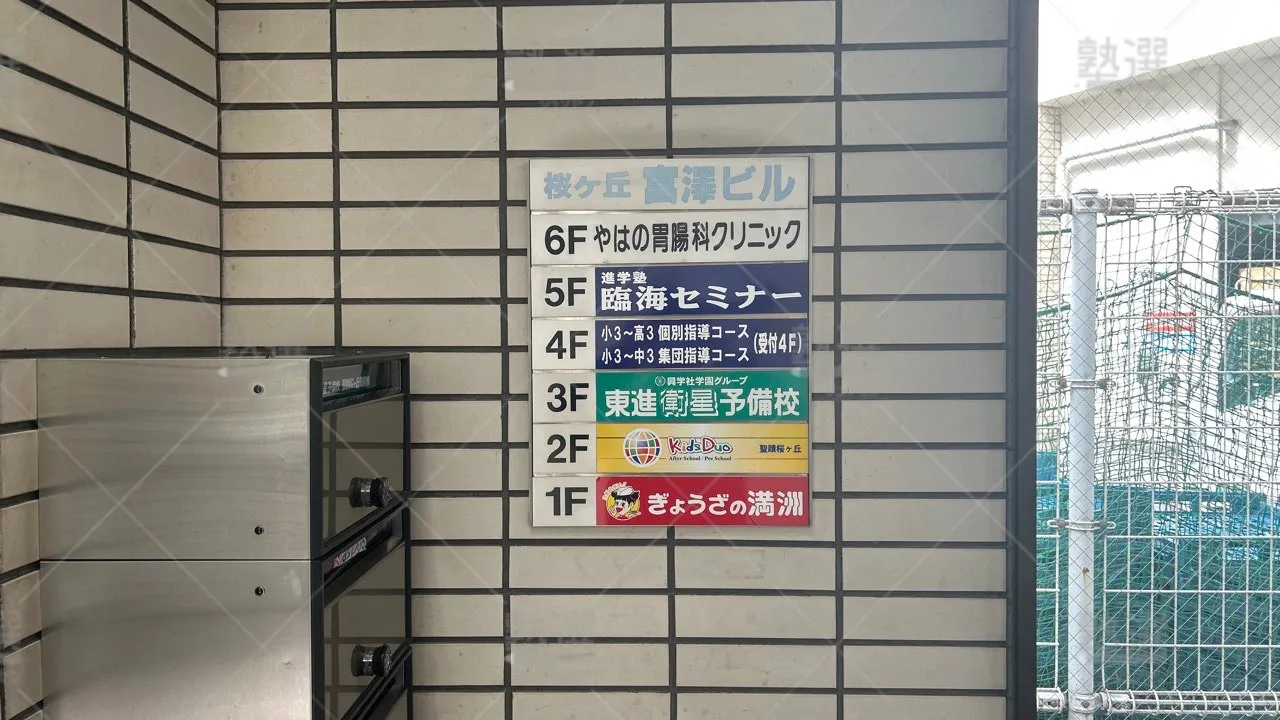 塾選
桜ヶ丘 富澤ビル
6F やはの胃腸科クリニック
5F 進学塾
臨海セミナー
4F 小3～高3 個別指導コース (受付4F)
小3～中3 集団指導コース
㊥興学社学園グループ
3F 東進衛星予備校
2F KidsDuo 聖蹟桜ヶ丘
After School / Pre School
1F ぎょうざの満洲